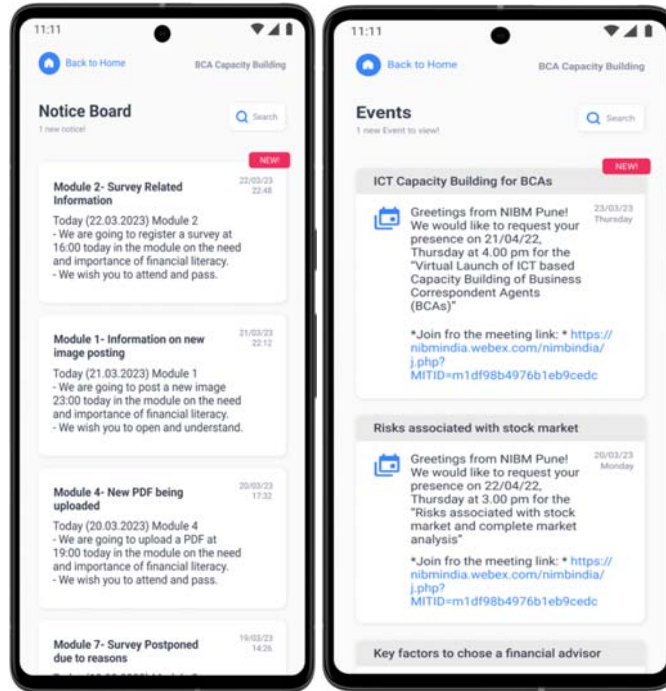 11:11
Back to Home
BCA Capacity Building
Notice Board
1 new notice!
Search
NEW!
Module 2- Survey Related
Information
22/03/23
22:48
Today (22.03.2023) Module 2
- We are going to register a survey at
16:00 today in the module on the need
and importance of financial literacy.
- We wish you to attend and pass.
Module 1- Information on new
image posting
21/03/23
22:12
Today (21.03.2023) Module 1
- We are going to post a new image
23:00 today in the module on the need
and importance of financial literacy.
- We wish you to open and understand.
Module 4- New PDF being
uploaded
20/03/23
17:32
Today (20.03.2023) Module 4
- We are going to upload a PDF at
19:00 today in the module on the need
and importance of financial literacy.
- We wish you to attend and pass.
Module 7- Survey Postponed
due to reasons
19/03/23
14:26
11:11
Back to Home
BCA Capacity Building
Events
1 new Event to view!
Search
NEW!
ICT Capacity Building for BCAs
23/03/23
Thursday
Greetings from NIBM Pune!
We would like to request your
presence on 21/04/22,
Thursday at 4.00 pm for the
"Virtual Launch of ICT based
Capacity Building of Business
Correspondent Agents
(BCAs)"
*Join fro the meeting link: * https://
nibmindia.webex.com/nimbindia/
j.php?
MITID=m1df98b4976b1eb9cedc
Risks associated with stock market
20/03/23
Monday
Greetings from NIBM Pune!
We would like to request your
presence on 22/04/22,
Thursday at 3.00 pm for the
"Risks associated with stock
market and complete market
analysis"
*Join fro the meeting link: * https://
nibmindia.webex.com/nimbindia/
j.php?
MITID=m1df98b4976b1eb9cedc
Key factors to chose a financial advisor